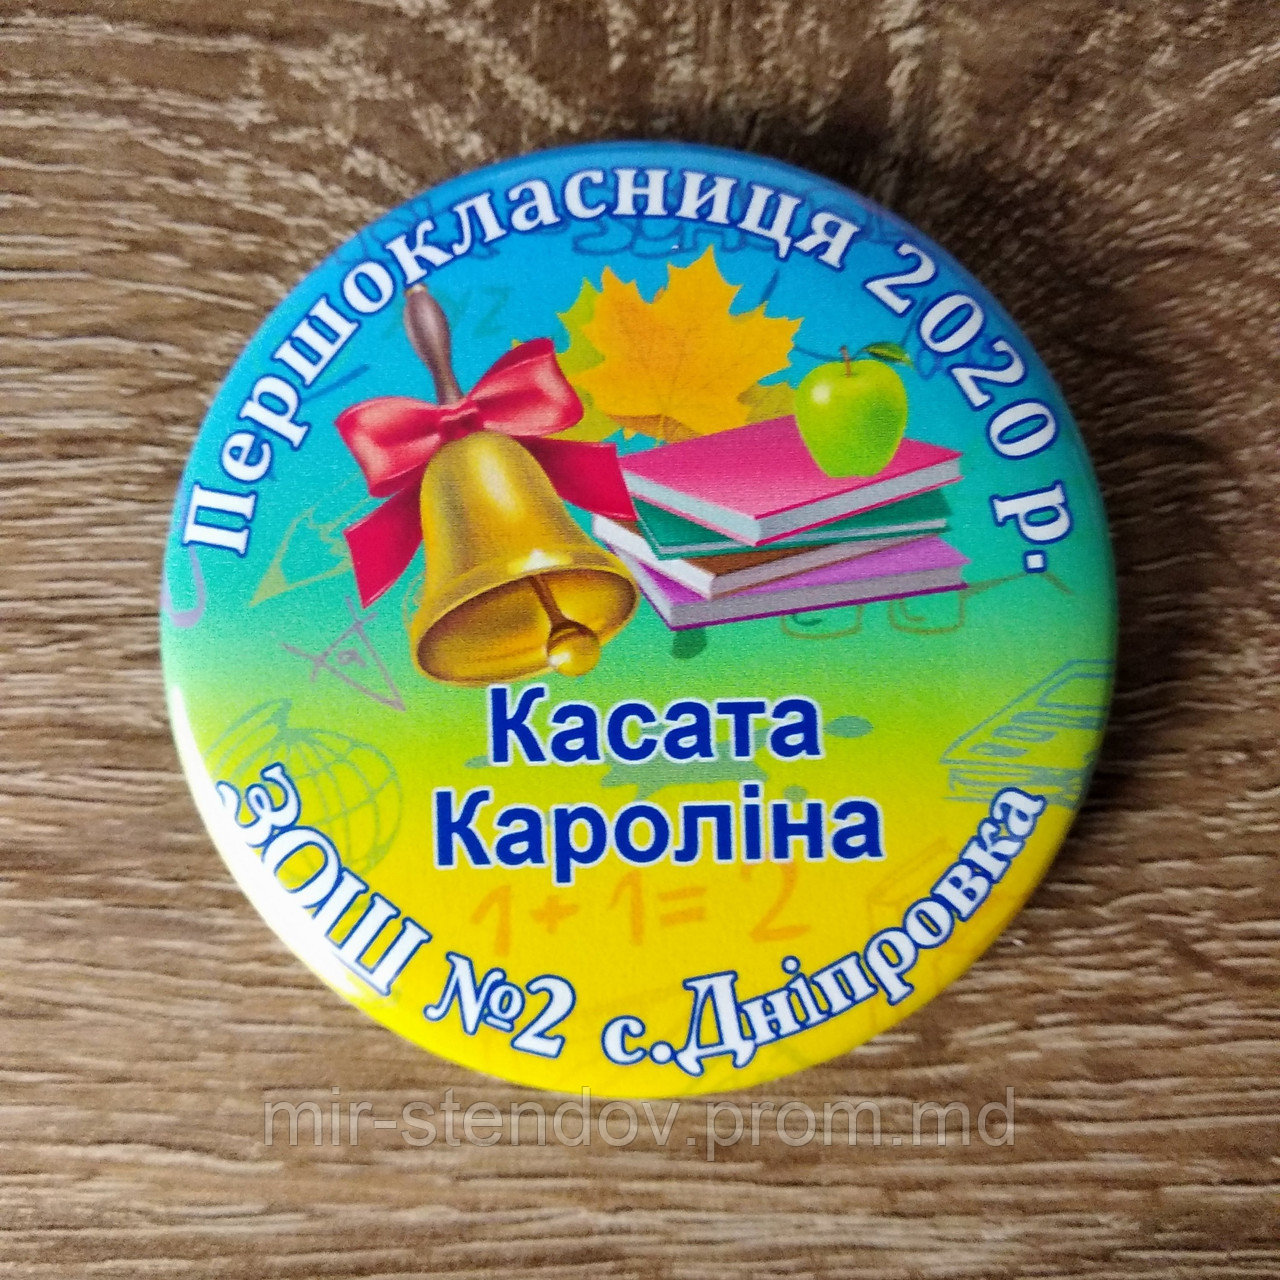 Першокласниця 2020 р.
Касата
Кароліна
1+1=2
ЗОШ №2 с.Дніпровка
mir-stendov.prom.md